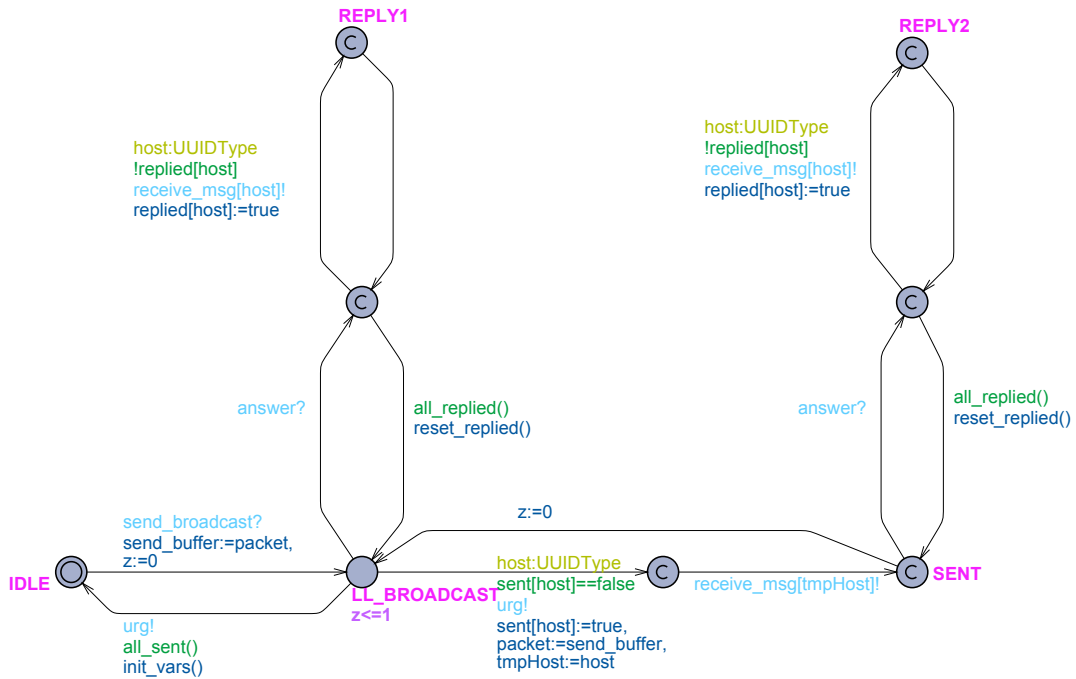 REPLY1
REPLY2
C
C
host:UUIDType
!replied[host]
receive_msg[host]!
replied[host]:=true
host:UUIDType
!replied[host]
receive_msg[host]!
replied[host]:=true
C
C
answer?
all_replied()
reset_replied()
answer?
all_replied()
reset_replied()
send_broadcast?
send_buffer:=packet,
z:=0
z:=0
IDLE
LL_BROADCAST
z<=1
host:UUIDType
sent[host]==false
urg!
sent[host]:=true,
packet:=send_buffer,
tmpHost:=host
C
receive_msg[tmpHost]!
C
SENT
urg!
all_sent()
init_vars()